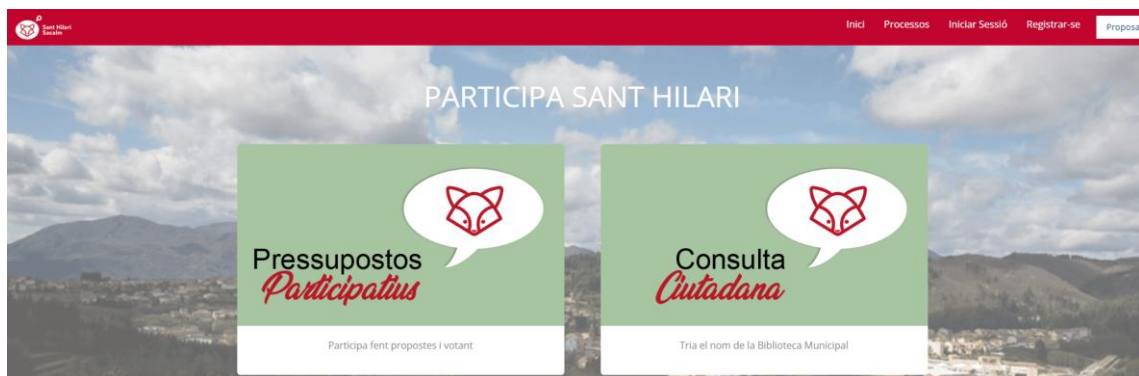 Sant Hilari
Sacalm
Inici
Processos
Iniciar Sessió
Registrar-se
PARTICIPA SANT HILARI
Pressupostos
Participatius
Participa fent propostes i votant
Consulta
Ciutadana
Tria el nom de la Biblioteca Municipal